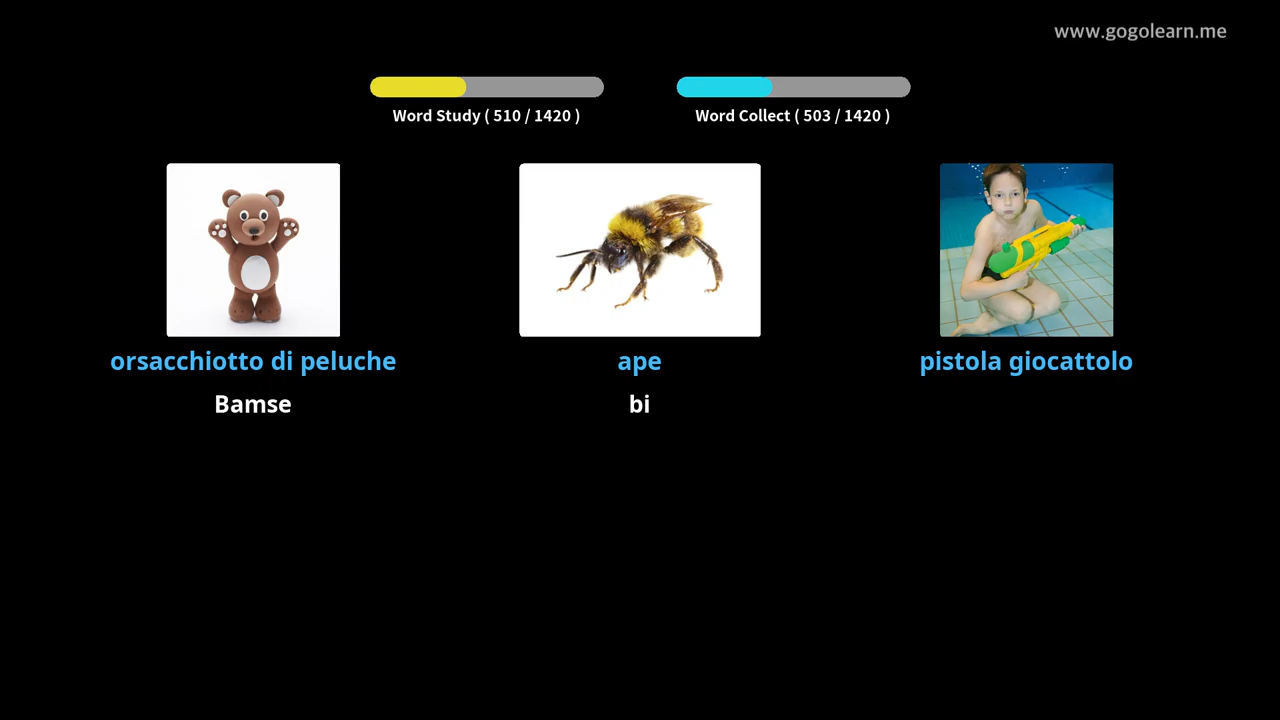 www.gogolearn.me
Word Study ( 510 / 1420 )
Word Collect ( 503 / 1420 )
orsacchiotto di peluche
ape
pistola giocattolo
Bamse
bi